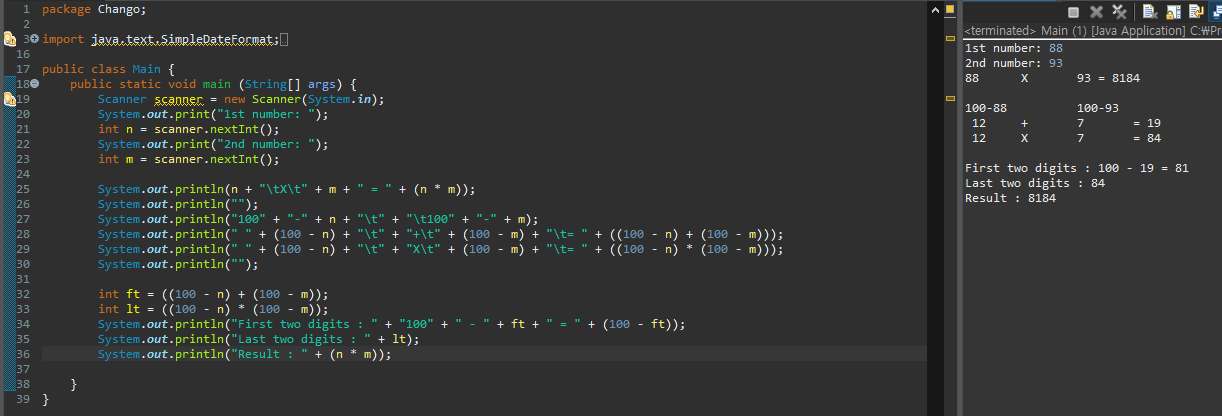 1 package Chango;
2
3 import java.text.SimpleDateFormat;
16
17 public class Main {
18 public static void main (String[] args) {
19 Scanner scanner = new Scanner(System.in);
20 System.out.print("1st number: ");
21 int n = scanner.nextInt();
22 System.out.print("2nd number: ");
23 int m = scanner.nextInt();
24
25 System.out.println(n + "\tX\t" + m + " = " + (n * m));
26 System.out.println("");
27 System.out.println("100" + "-" + n + "\t" + "\t100" + "-" + m);
28 System.out.println(" " + (100 - n) + "\t" + "+\t" + (100 - m) + "\t= " + ((100 - n) + (100 - m)));
29 System.out.println(" " + (100 - n) + "\t" + "X\t" + (100 - m) + "\t= " + ((100 - n) * (100 - m)));
30 System.out.println("");
31
32 int ft = ((100 - n) + (100 - m));
33 int lt = ((100 - n) * (100 - m));
34 System.out.println("First two digits : " + "100" + " - " + ft + " = " + (100 - ft));
35 System.out.println("Last two digits : " + lt);
36 System.out.println("Result : " + (n * m));
37
38 }
39 }
<terminated> Main (1) [Java Application] C:₩Pr
1st number: 88
2nd number: 93
88 X 93 = 8184
100-88 100-93
12 + 7 = 19
12 X 7 = 84
First two digits : 100 - 19 = 81
Last two digits : 84
Result : 8184